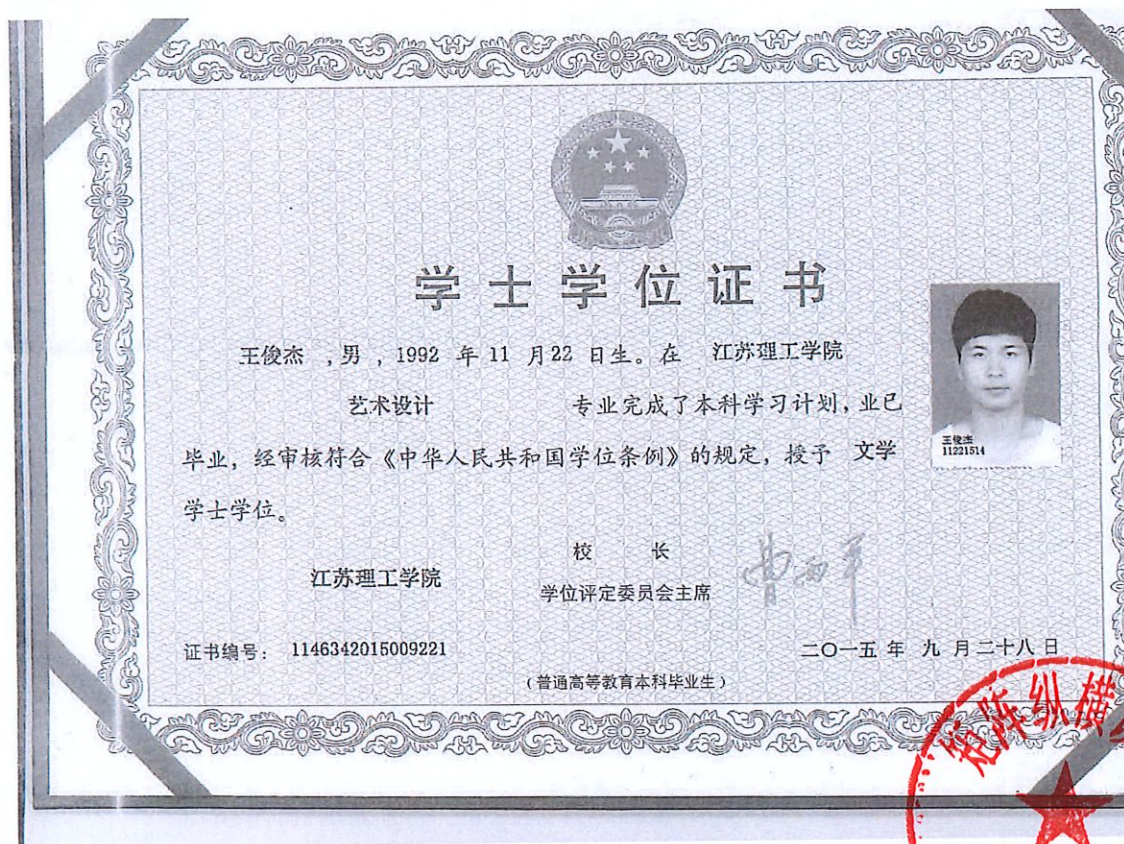 学士学位证书
王俊杰 ,男 ,1992 年 11 月 22 日生。在 江苏理工学院
艺术设计 专业完成了本科学习计划,业已
毕业,经审核符合《中华人民共和国学位条例》的规定,授予 文学
学士学位。
王俊杰
11221514
校 长
江苏理工学院
学位评定委员会主席
证书编号: 1146342015009221
二〇一五 年 九 月 二十八 日
(普通高等教育本科毕业生)
矩阵纵横